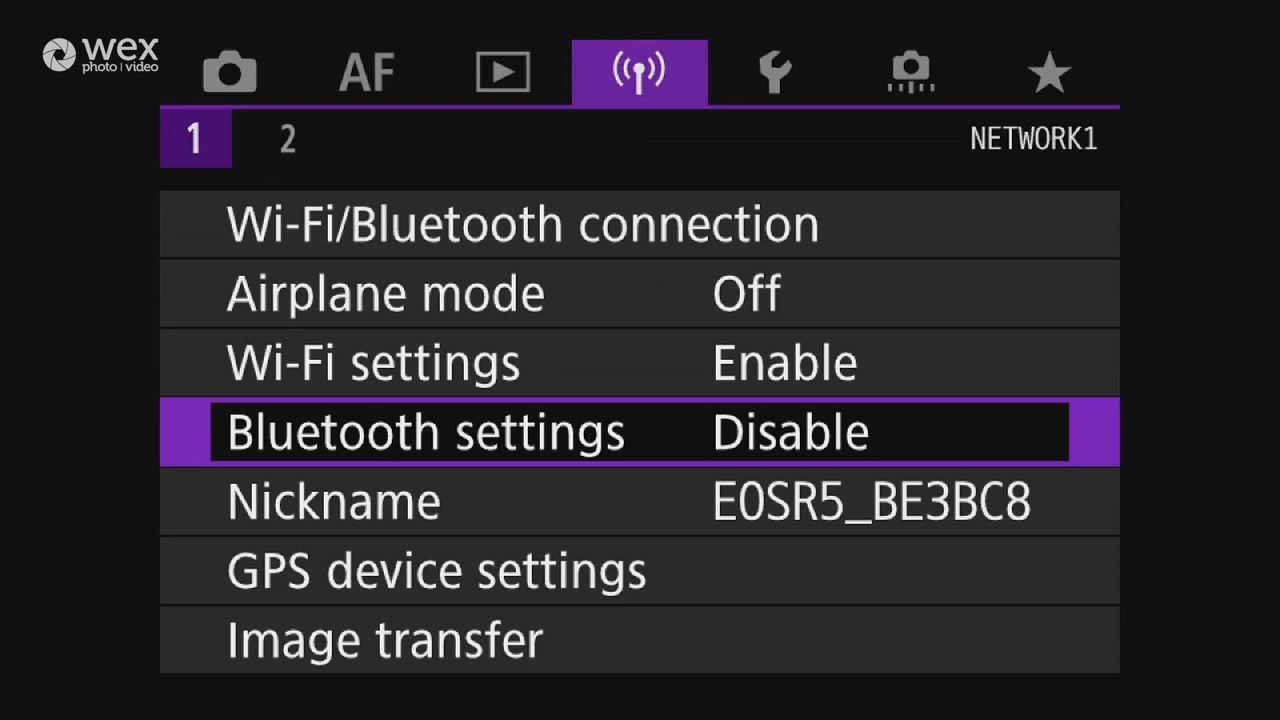 wex
photo | video
AF
1 2 NETWORK1
Wi-Fi/Bluetooth connection
Airplane mode Off
Wi-Fi settings Enable
Bluetooth settings Disable
Nickname E0SR5_BE3BC8
GPS device settings
Image transfer